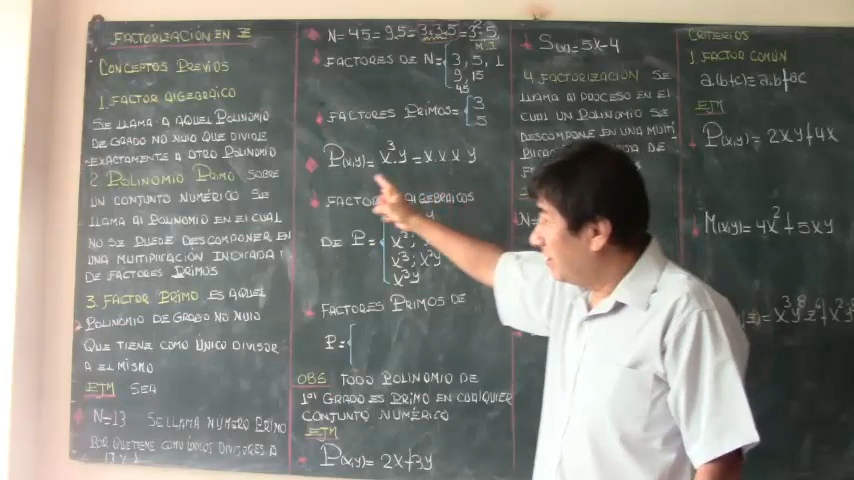 FACTORIZACIÓN EN Z
CONCEPTOS PREVIOS
1. FACTOR ALGEBRAICO
SE LLAMA A AQUEL POLINOMIO
DE GRADO NO NULO QUE DIVIDE
EXACTAMENTE A OTRO POLINOMIO
2. POLINOMIO PRIMO SOBRE
UN CONJUNTO NUMÉRICO SE
LLAMA AL POLINOMIO EN EL CUAL
NO SE PUEDE DESCOMPONER EN
UNA MULTIPLICACIÓN INDICADA
DE FACTORES PRIMOS
3. FACTOR PRIMO ES AQUEL
POLINOMIO DE GRADO NO NULO
QUE TIENE COMO ÚNICO DIVISOR
A EL MISMO
EJM SEA
N=13 SE LLAMA NUMERO PRIMO
POR QUE TIENE COMO ÚNICOS DIVISORES A
13 Y 1
N=45=9.5=3.3.5=3².5
FACTORES DE N= 3, 5, 1
9, 15
45
FACTORES PRIMOS= 3
5
P(x,y)=x³.y=x.x.x y
FACTOR ALGEBRAICOS
y
DE P= x²;
x³; x²y
x³y
FACTORES PRIMOS DE
P=
OBS TODO POLINOMIO DE
1er GRADO ES PRIMO EN CUALQUIER
CONJUNTO NUMÉRICO
EJM
P(x,y)= 2x+3y
S(x)=5x-4
4. FACTORIZACIÓN SE
LLAMA AL PROCESO EN EL
CUAL UN POLINOMIO SE
DESCOMPONE EN UNA MULTI
N=
CRITERIOS
1. FACTOR COMÚN
a(b+c)=a.b+ac
EJM
P(x,y)= 2xy+4x
M(x,y)=4x²+5xy